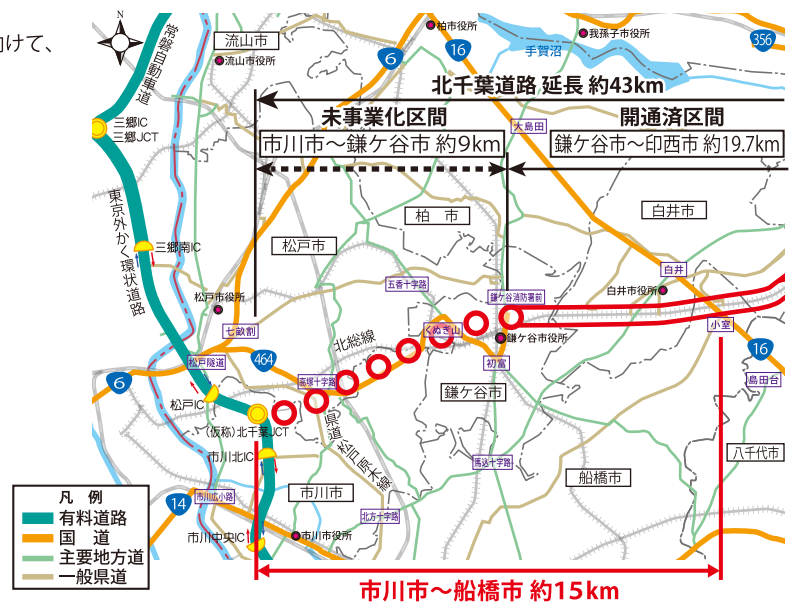 向けて、
N
常磐自動車道
流山市
流山市役所
柏市役所
我孫子市役所
手賀沼
6
16
356
北千葉道路 延長 約43km
未事業化区間
開通済区間
市川市～鎌ケ谷市 約9km
鎌ケ谷市～印西市 約19.7km
大島田
三郷IC
三郷JCT
東京外かく環状道路
三郷南IC
松戸市
柏 市
白井市
松戸市役所
五香十字路
鎌ケ谷消防署前
白井市役所
白井
七畝割
北総線
くぬぎ山
鎌ケ谷市役所
小室
松戸隧道
464
初富
16
6
高塚十字路
島田台
松戸IC
鎌ケ谷市
(仮称)北千葉JCT
県道松戸原木線
市川北IC
馬込十字路
八千代市
船橋市
凡 例
有料道路
国 道
主要地方道
一般県道
14
市川広小路
市川市
北方十字路
市川中央IC
市川市役所
市川市～船橋市 約15km